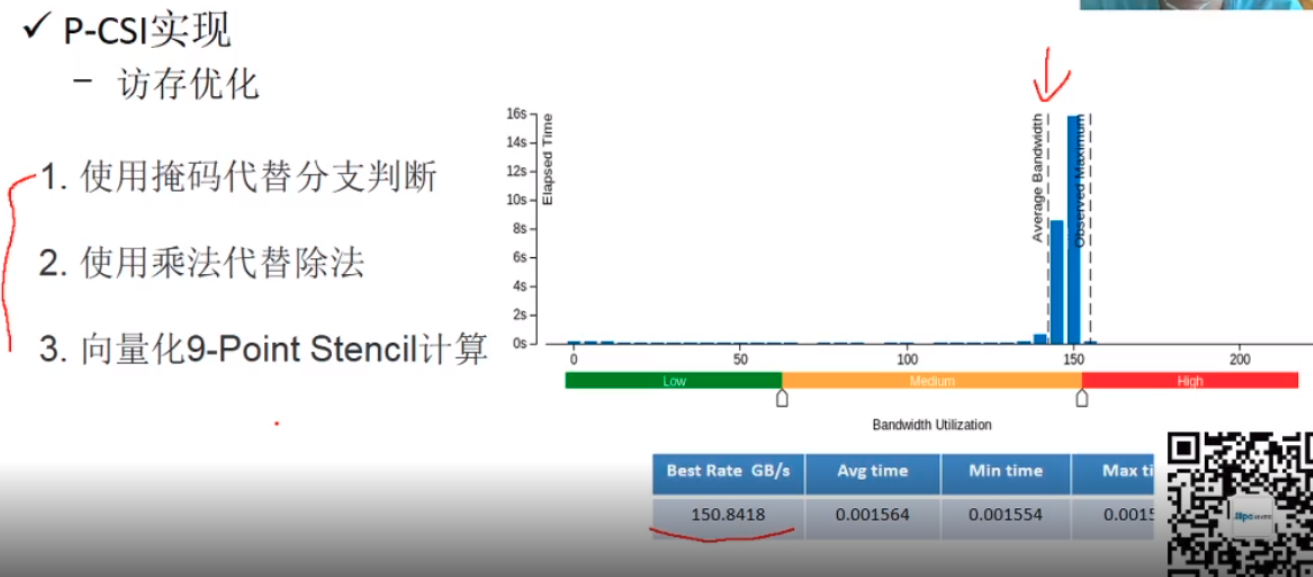 ✓ P-CSI实现
– 访存优化
1. 使用掩码代替分支判断
2. 使用乘法代替除法
3. 向量化9-Point Stencil计算
Elapsed Time
16s
14s
12s
10s
8s
6s
4s
2s
0s
Average Bandwidth
Observed Maximum
0 50 100 150 200
Low Medium High
Bandwidth Utilization
Best Rate GB/s Avg time Min time Max ti
150.8418 0.001564 0.001554 0.0015